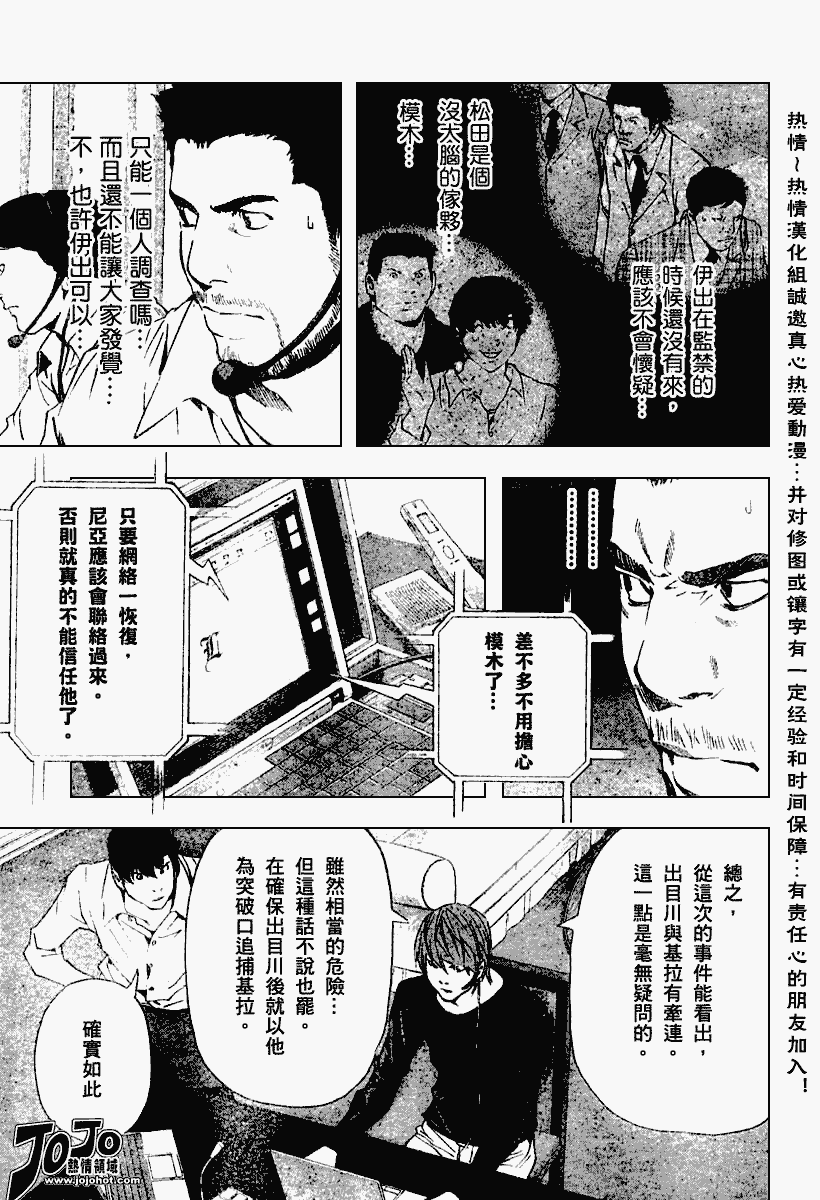 热情~热情漢化組誠邀真心热爱動漫…并对修图或镶字有一定经验和时间保障…有责任心的朋友加入！
松田是個
沒大腦的傢夥…
模木…
伊出在監禁的
時候還沒有來，
應該不會懷疑…
只能一個人調查嗎…
而且還不能讓大家發覺……
不，也許伊出可以…
………
………
差不多不用擔心
模木了…
L
只要網絡一恢復，
尼亞應該會聯絡過來。
否則就真的不能信任他了。
總之，
從這次的事件能看出，
出目川與基拉有牽連。
這一點是毫無疑問的。
雖然相當的危險…
但這種話不說也罷。
在確保出目川後就以他
為突破口追捕基拉。
確實如此
JOJO
熱情領域
www.jojohot.com